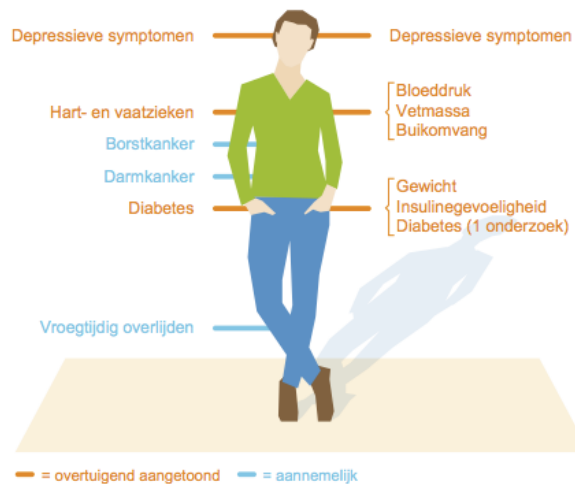 Depressieve symptomen
Depressieve symptomen
Hart- en vaatzieken
Bloeddruk
Vetmassa
Buikomvang
Borstkanker
Darmkanker
Diabetes
Gewicht
Insulinegevoeligheid
Diabetes (1 onderzoek)
Vroegtijdig overlijden
= overtuigend aangetoond
= aannemelijk